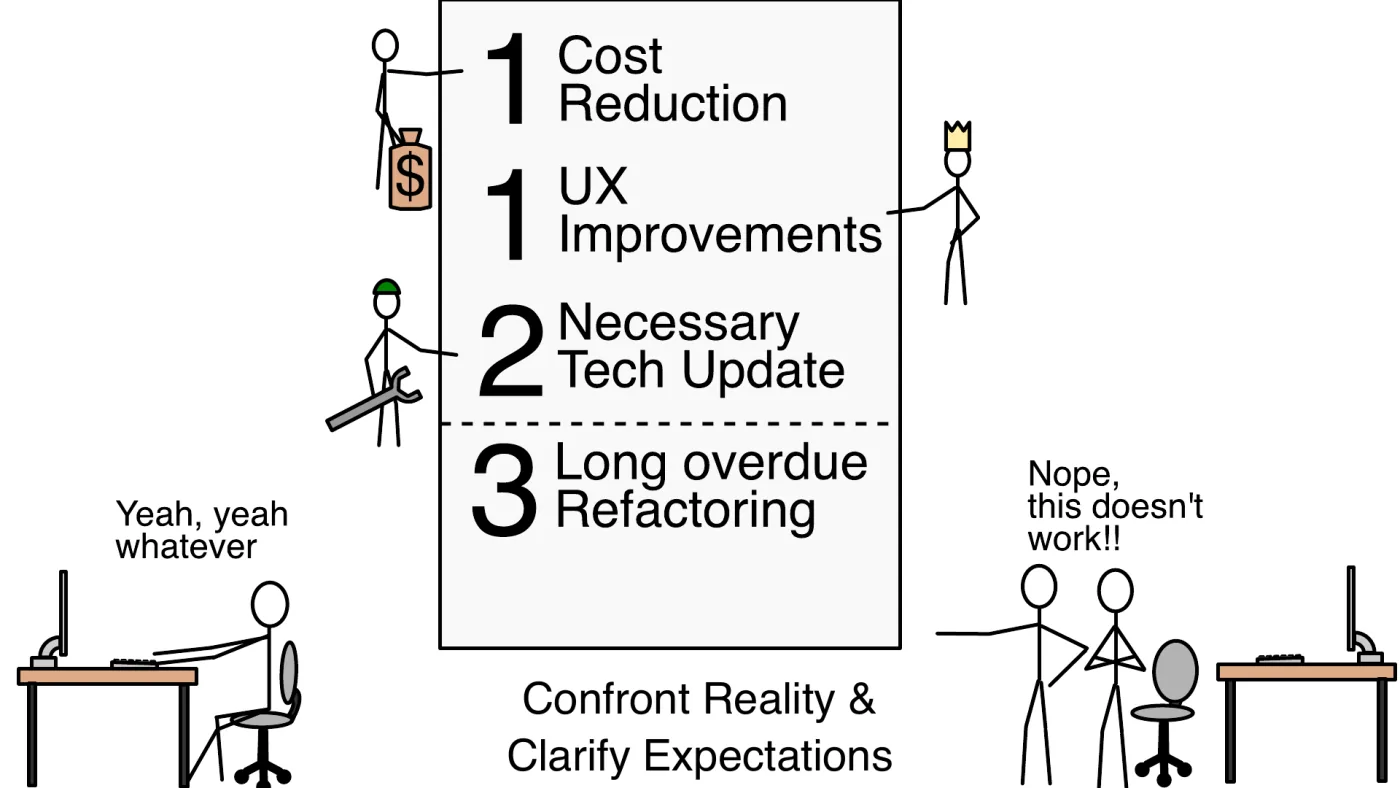 1 Cost
Reduction
1 UX
Improvements
2 Necessary
Tech Update
3 Long overdue
Refactoring
$
Yeah, yeah
whatever
Nope,
this doesn't
work!!
Confront Reality &
Clarify Expectations